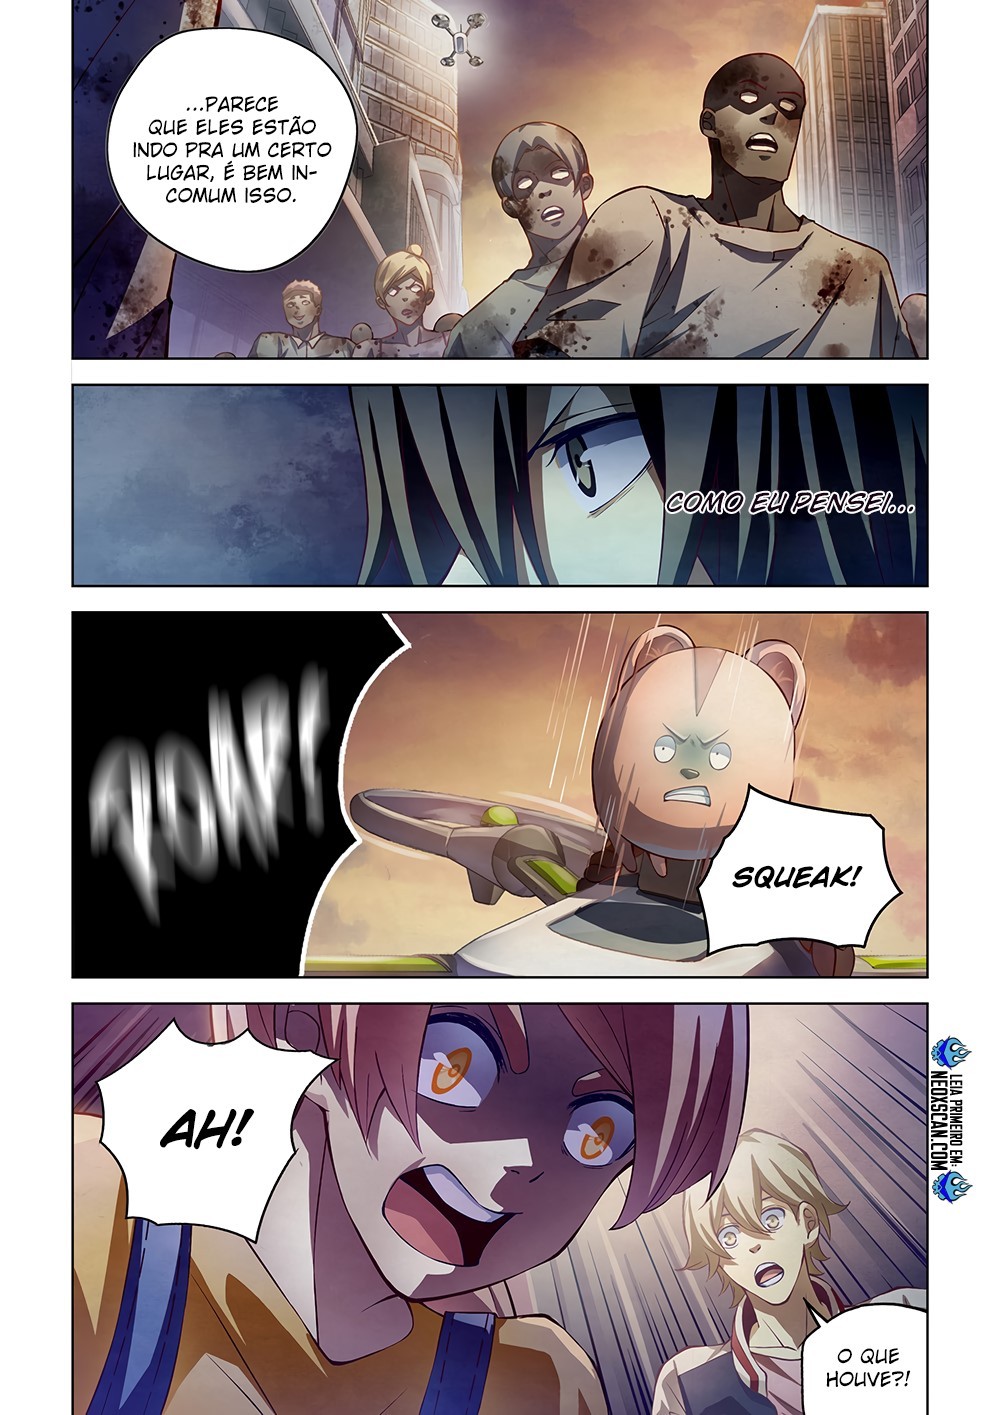 ...PARECE
QUE ELES ESTÃO
INDO PRA UM CERTO
LUGAR, É BEM IN-
COMUM ISSO.
COMO EU PENSEI...
POW!
SQUEAK!
AH!
LEIA PRIMEIRO EM:
NEOXSCAN.COM
O QUE
HOUVE?!